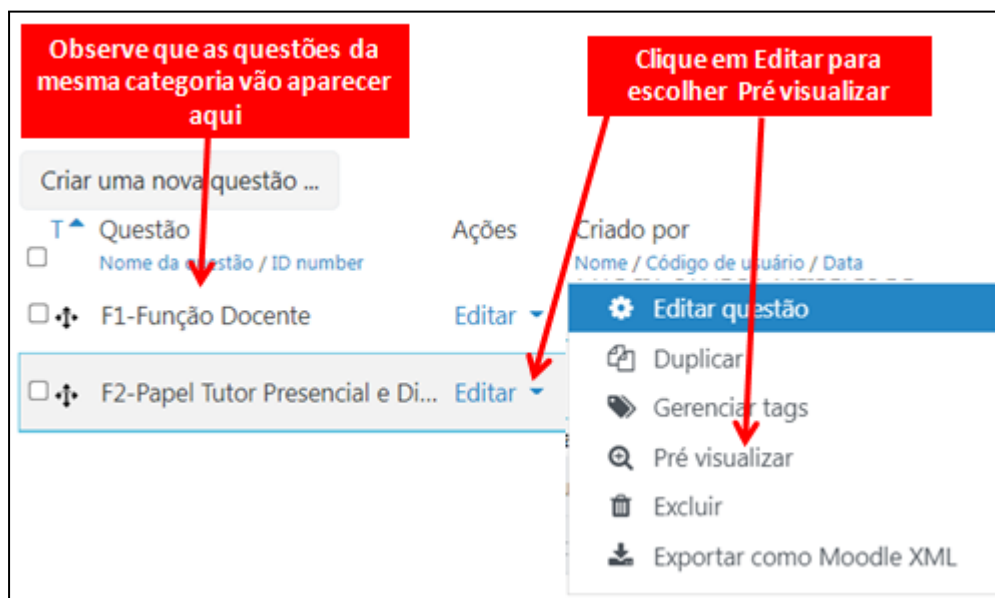 Observe que as questões da
mesma categoria vão aparecer
aqui
Clique em Editar para
escolher Pré visualizar
Criar uma nova questão ...
T Questão Ações Criado por
Nome da questão / ID number Nome / Código de usuário / Data
F1-Função Docente Editar
F2-Papel Tutor Presencial e Di... Editar
Editar questão
Duplicar
Gerenciar tags
Pré visualizar
Excluir
Exportar como Moodle XML